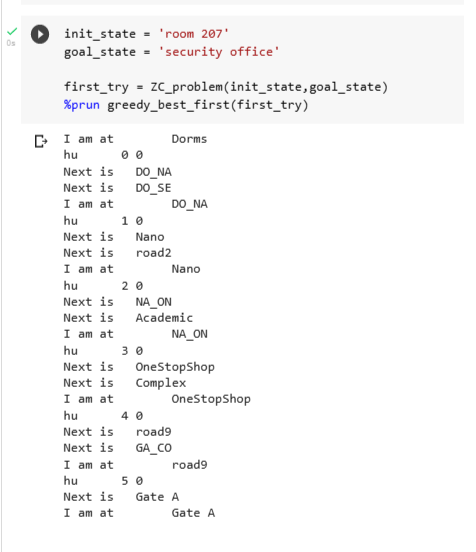 0s
init_state = 'room 207'
goal_state = 'security office'
first_try = ZC_problem(init_state,goal_state)
%prun greedy_best_first(first_try)
I am at Dorms
hu 0 0
Next is DO_NA
Next is DO_SE
I am at DO_NA
hu 1 0
Next is Nano
Next is road2
I am at Nano
hu 2 0
Next is NA_ON
Next is Academic
I am at NA_ON
hu 3 0
Next is OneStopShop
Next is Complex
I am at OneStopShop
hu 4 0
Next is road9
Next is GA_CO
I am at road9
hu 5 0
Next is Gate A
I am at Gate A